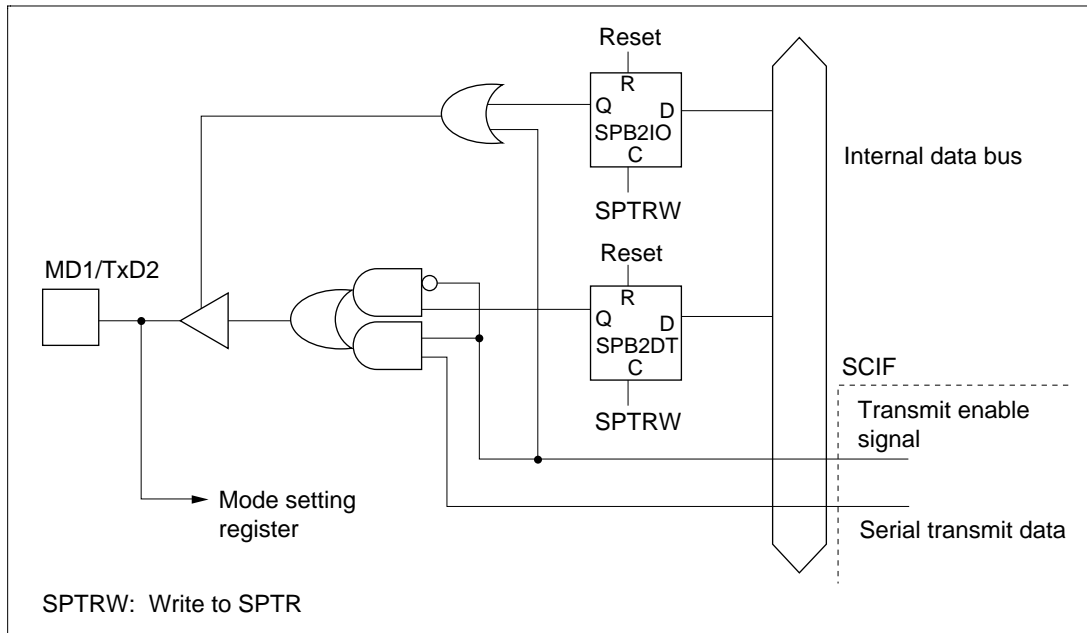 Reset
R
Q
D
SPB2IO
C
SPTRW
Internal data bus
Reset
MD1/TxD2
R
Q
D
SPB2DT
C
SPTRW
SCIF
Transmit enable
signal
Mode setting
register
Serial transmit data
SPTRW: Write to SPTR